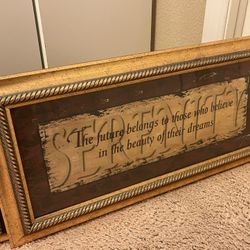 SERENITY
The future belongs to those who believe
in the beauty of their dreams